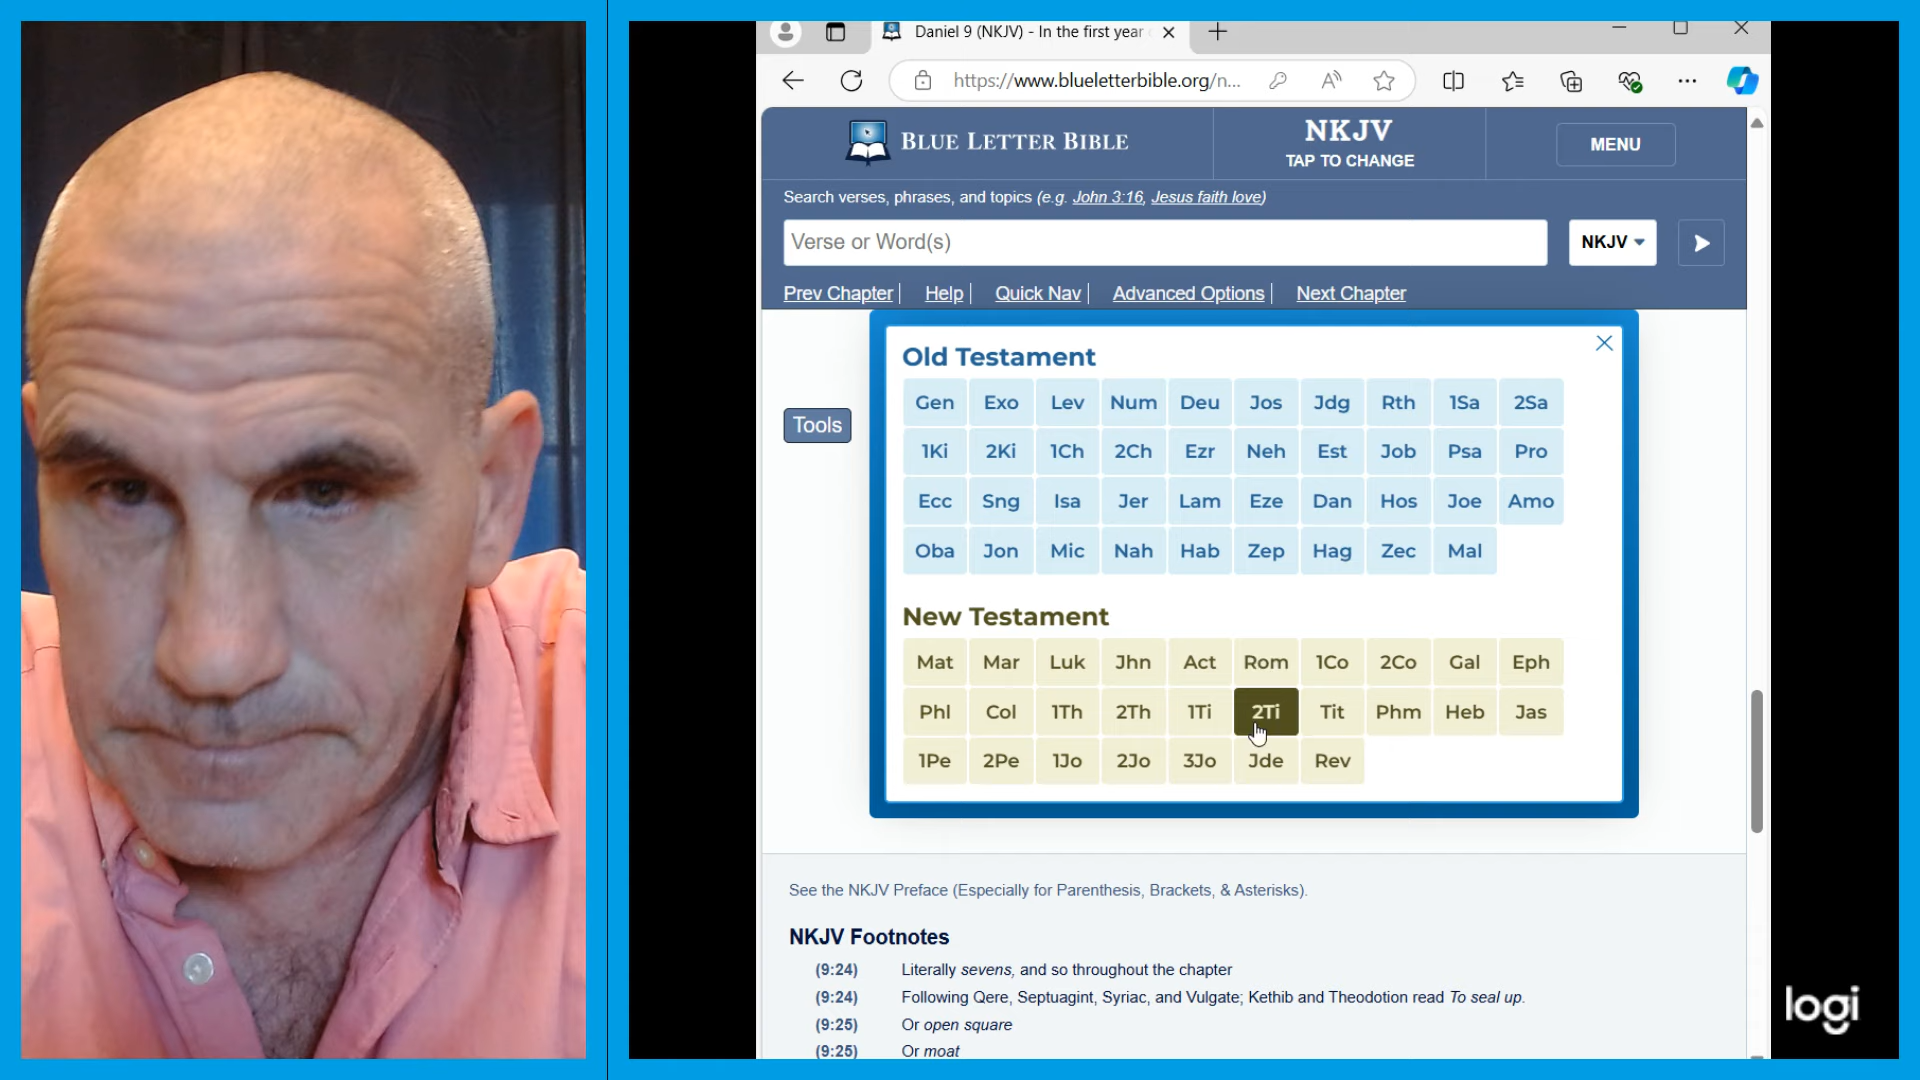 Daniel 9 (NKJV) - In the first year
https://www.blueletterbible.org/n...
BLUE LETTER BIBLE
NKJV
TAP TO CHANGE
MENU
Search verses, phrases, and topics (e.g. John 3:16, Jesus faith love)
Verse or Word(s)
NKJV
Prev Chapter | Help | Quick Nav | Advanced Options | Next Chapter
Tools
Old Testament
Gen Exo Lev Num Deu Jos Jdg Rth 1Sa 2Sa
1Ki 2Ki 1Ch 2Ch Ezr Neh Est Job Psa Pro
Ecc Sng Isa Jer Lam Eze Dan Hos Joe Amo
Oba Jon Mic Nah Hab Zep Hag Zec Mal
New Testament
Mat Mar Luk Jhn Act Rom 1Co 2Co Gal Eph
Phl Col 1Th 2Th 1Ti 2Ti Tit Phm Heb Jas
1Pe 2Pe 1Jo 2Jo 3Jo Jde Rev
See the NKJV Preface (Especially for Parenthesis, Brackets, & Asterisks).
NKJV Footnotes
(9:24) Literally sevens, and so throughout the chapter
(9:24) Following Qere, Septuagint, Syriac, and Vulgate; Kethib and Theodotion read To seal up.
(9:25) Or open square
(9:25) Or moat
logi